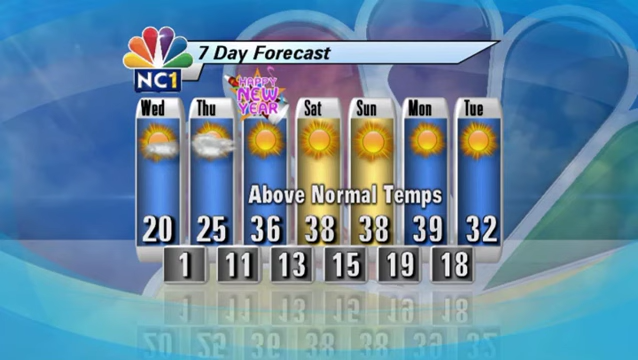 7 Day Forecast
NC1
HAPPY
NEW
YEAR
Wed Thu Sat Sun Mon Tue
Above Normal Temps
20 25 36 38 38 39 32
1 11 13 15 19 18